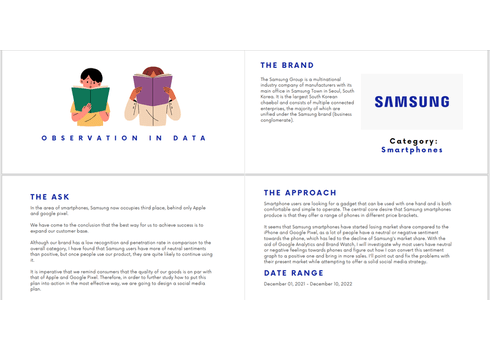 OBSERVATION IN DATA
THE BRAND
The Samsung Group is a multinational
industry company of manufacturers with its
main office in Samsung Town in Seoul, South
Korea. It is the largest South Korean
chaebol and consists of multiple connected
enterprises, the majority of which are
unified under the Samsung brand (business
conglomerate).
SAMSUNG
Category:
Smartphones
THE ASK
In the area of smartphones, Samsung now occupies third place, behind only Apple
and google pixel.
We have come to the conclusion that the best way for us to achieve success is to
expand our customer base.
Although our brand has a low recognition and penetration rate in comparison to the
overall category, I have found that Samsung users have more of neutral sentiments
than positive, but once people use our product, they are quite likely to continue using
it.
It is imperative that we remind consumers that the quality of our goods is on par with
that of Apple and Google Pixel. Therefore, in order to further study how to put this
plan into action in the most effective way, we are going to design a social media
plan.
THE APPROACH
Smartphone users are looking for a gadget that can be used with one hand and is both
comfortable and simple to operate. The central core desire that Samsung smartphones
produce is that they offer a range of phones in different price brackets.
It seems that Samsung smartphones have started losing market share compared to the
iPhone and Google Pixel, as a lot of people have a neutral or negative sentiment
towards the phone, which has led to the decline of Samsung's market share. With the
aid of Google Analytics and Brand Watch, I will investigate why most users have neutral
or negative feelings towards phones and figure out how we can convert this sentiment
graph to a positive one and bring in more sales. I'll point out and fix the problems with
their present market while attempting to offer a solid social media strategy.
DATE RANGE
December 01, 2021 - December 10, 2022